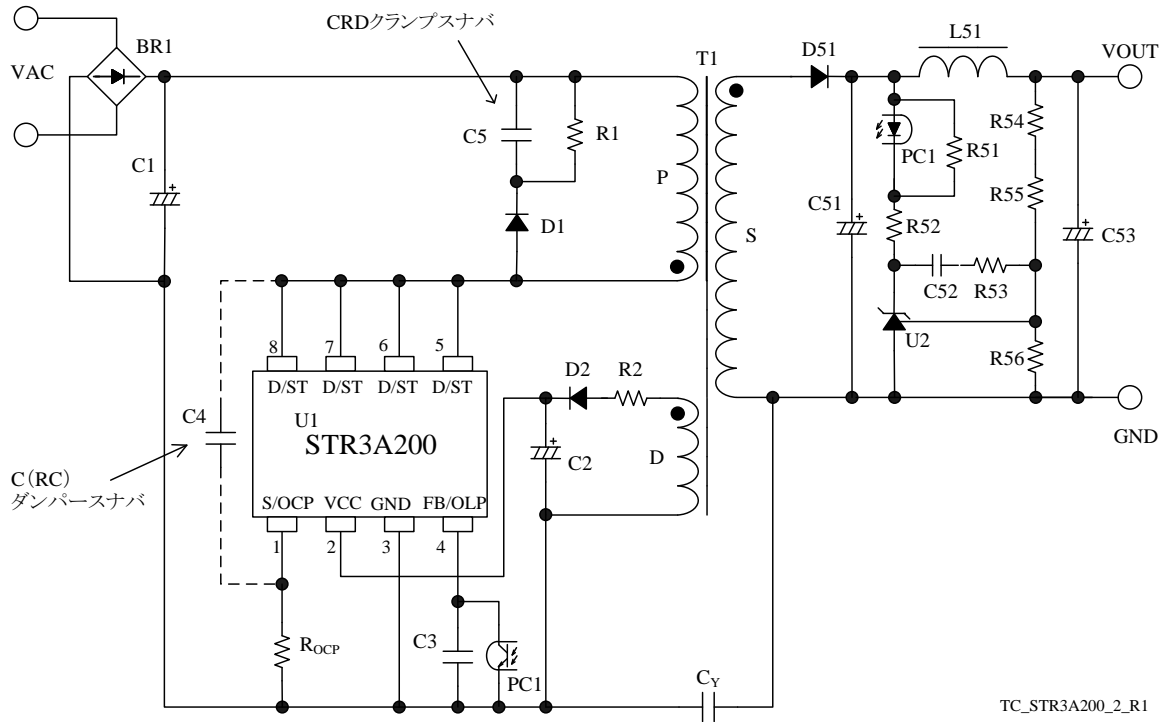 CRDクランプスナバ
BR1
VAC
C1
C5
R1
D1
P
T1
S
D51
L51
VOUT
PC1
R51
R54
R55
C51
R52
C53
C52
R53
U2
R56
GND
8
7
6
5
D/ST
D/ST
D/ST
D/ST
U1
STR3A200
S/OCP
VCC
GND
FB/OLP
1
2
3
4
C4
C(RC)
ダンパースナバ
D2
R2
C2
D
ROCP
C3
PC1
CY
TC_STR3A200_2_R1